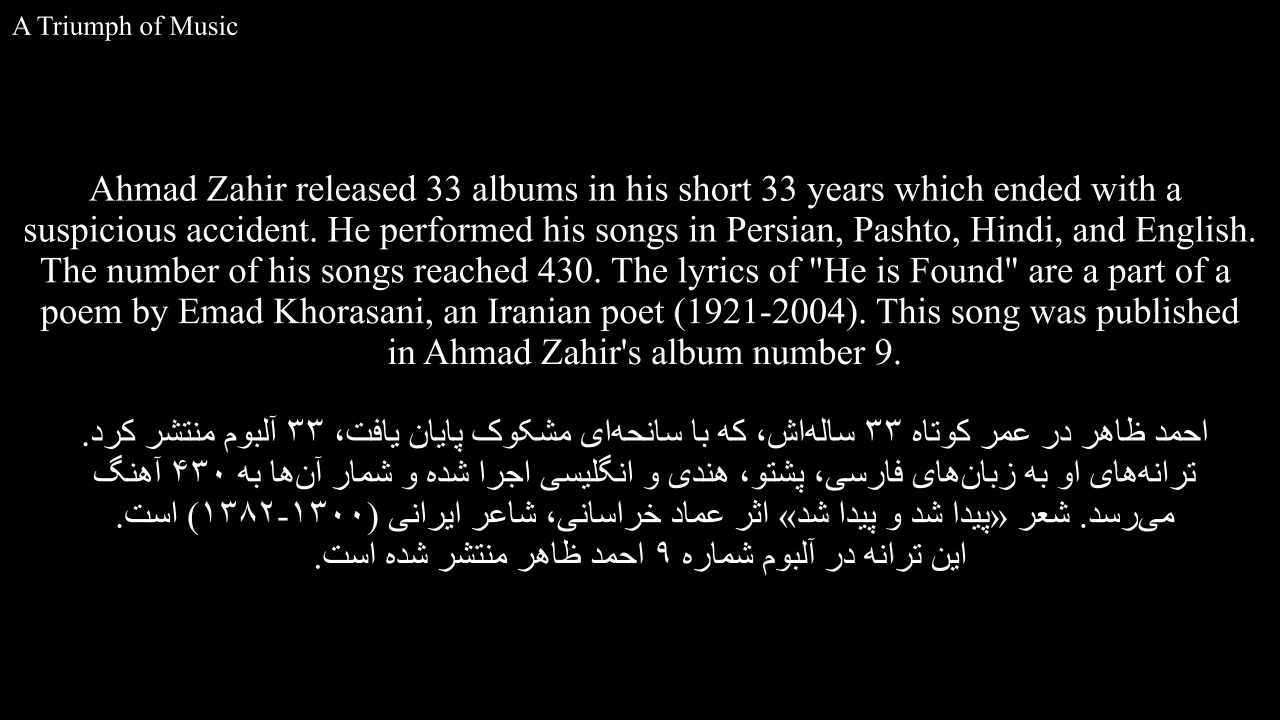 A Triumph of Music
Ahmad Zahir released 33 albums in his short 33 years which ended with a
suspicious accident. He performed his songs in Persian, Pashto, Hindi, and English.
The number of his songs reached 430. The lyrics of "He is Found" are a part of a
poem by Emad Khorasani, an Iranian poet (1921-2004). This song was published
in Ahmad Zahir's album number 9.
احمد ظاهر در عمر کوتاه ۳۳ ساله‌اش، که با سانحه‌ای مشکوک پایان یافت، ۳۳ آلبوم منتشر کرد.
ترانه‌های او به زبان‌های فارسی، پشتو، هندی و انگلیسی اجرا شده و شمار آن‌ها به ۴۳۰ آهنگ
می‌رسد. شعر «پیدا شد و پیدا شد» اثر عماد خراسانی، شاعر ایرانی (۱۳۰۰-۱۳۸۲) است.
این ترانه در آلبوم شماره ۹ احمد ظاهر منتشر شده است.